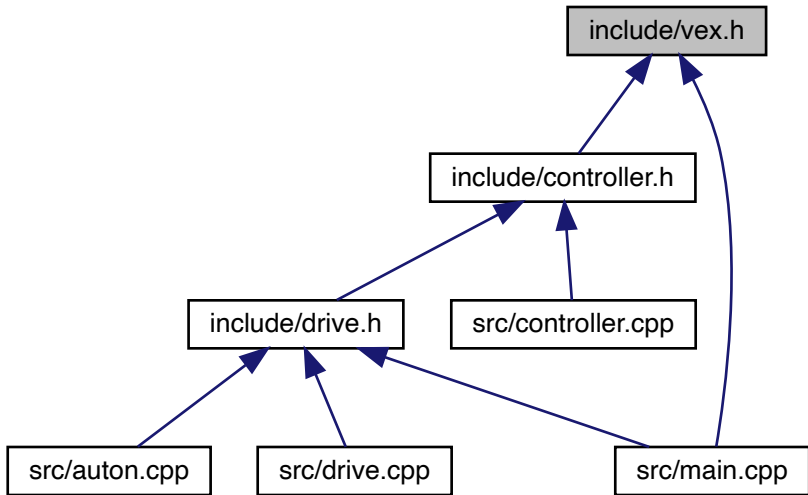 include/vex.h
include/controller.h
include/drive.h
src/controller.cpp
src/auton.cpp
src/drive.cpp
src/main.cpp